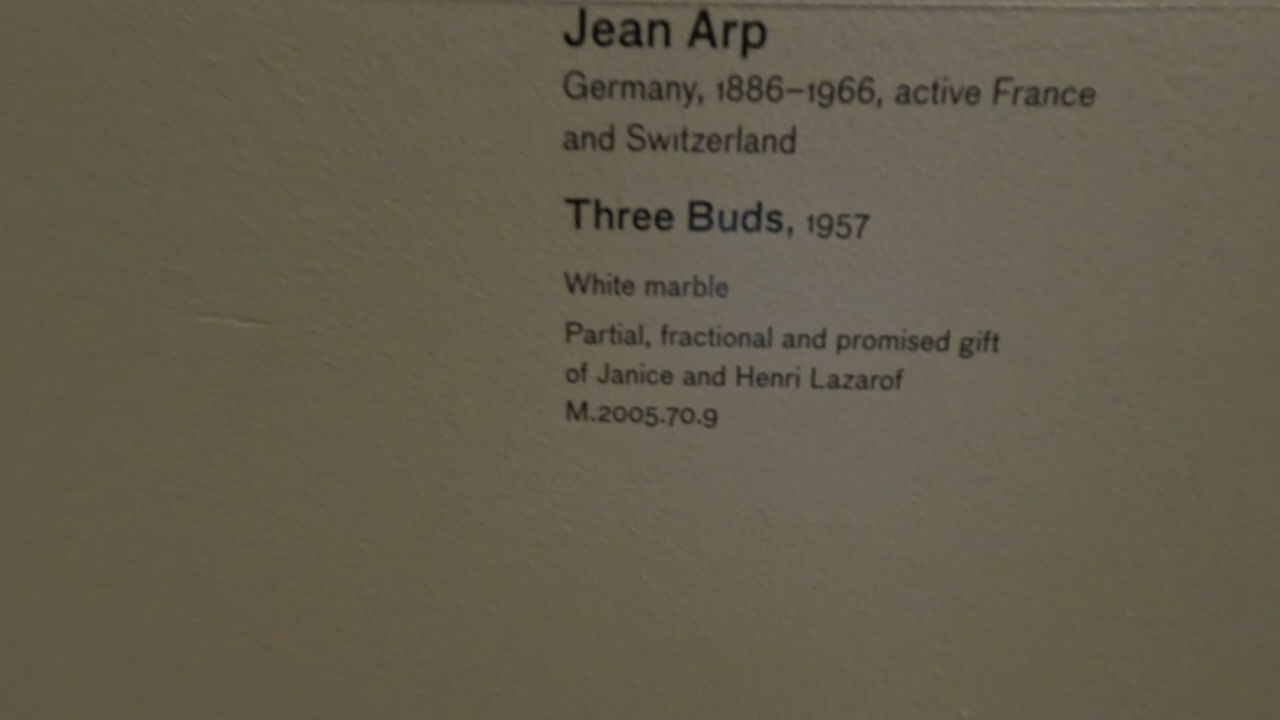 Jean Arp
Germany, 1886–1966, active France
and Switzerland
Three Buds, 1957
White marble
Partial, fractional and promised gift
of Janice and Henri Lazarof
M.2005.70.9